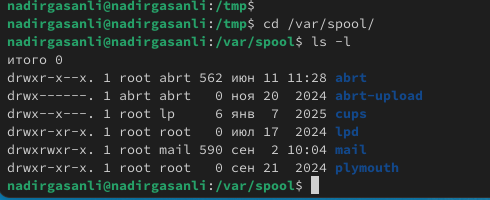 nadirgasanli@nadirgasanli:/tmp$
nadirgasanli@nadirgasanli:/tmp$ cd /var/spool/
nadirgasanli@nadirgasanli:/var/spool$ ls -l
итого 0
drwxr-x--x. 1 root abrt 562 июн 11 11:28 abrt
drwx------. 1 abrt abrt   0 ноя 20  2024 abrt-upload
drwx--x---. 1 root lp     6 янв  7  2025 cups
drwxr-xr-x. 1 root root   0 июл 17  2024 lpd
drwxrwxr-x. 1 root mail 590 сен  2 10:04 mail
drwxr-xr-x. 1 root root   0 сен 21  2024 plymouth
nadirgasanli@nadirgasanli:/var/spool$